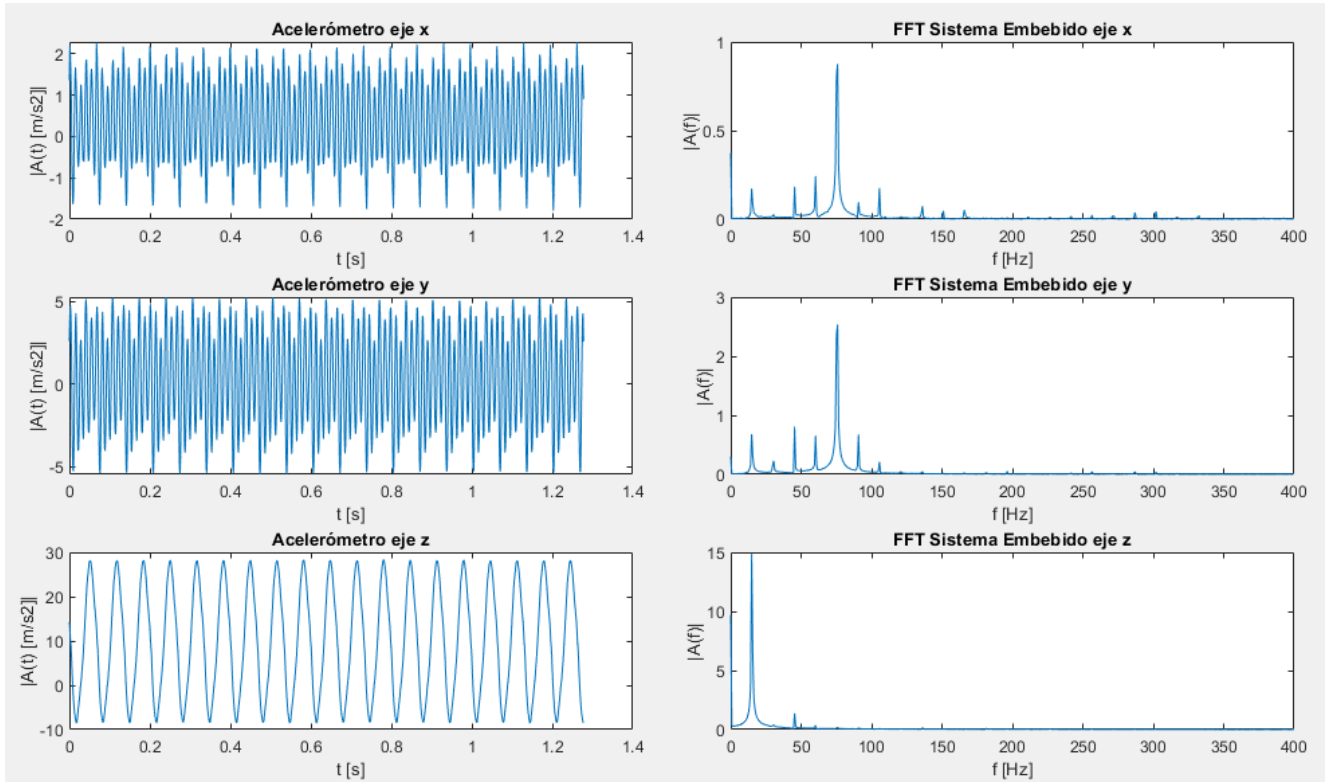 Acelerómetro eje x
2
1
0
-1
-2
|A(t) [m/s2]|
0 0.2 0.4 0.6 0.8 1 1.2 1.4
t [s]
FFT Sistema Embebido eje x
1
0.5
0
|A(f)|
0 50 100 150 200 250 300 350 400
f [Hz]
Acelerómetro eje y
5
0
-5
|A(t) [m/s2]|
0 0.2 0.4 0.6 0.8 1 1.2 1.4
t [s]
FFT Sistema Embebido eje y
3
2
1
0
|A(f)|
0 50 100 150 200 250 300 350 400
f [Hz]
Acelerómetro eje z
30
20
10
0
-10
|A(t) [m/s2]|
0 0.2 0.4 0.6 0.8 1 1.2 1.4
t [s]
FFT Sistema Embebido eje z
15
10
5
0
|A(f)|
0 50 100 150 200 250 300 350 400
f [Hz]